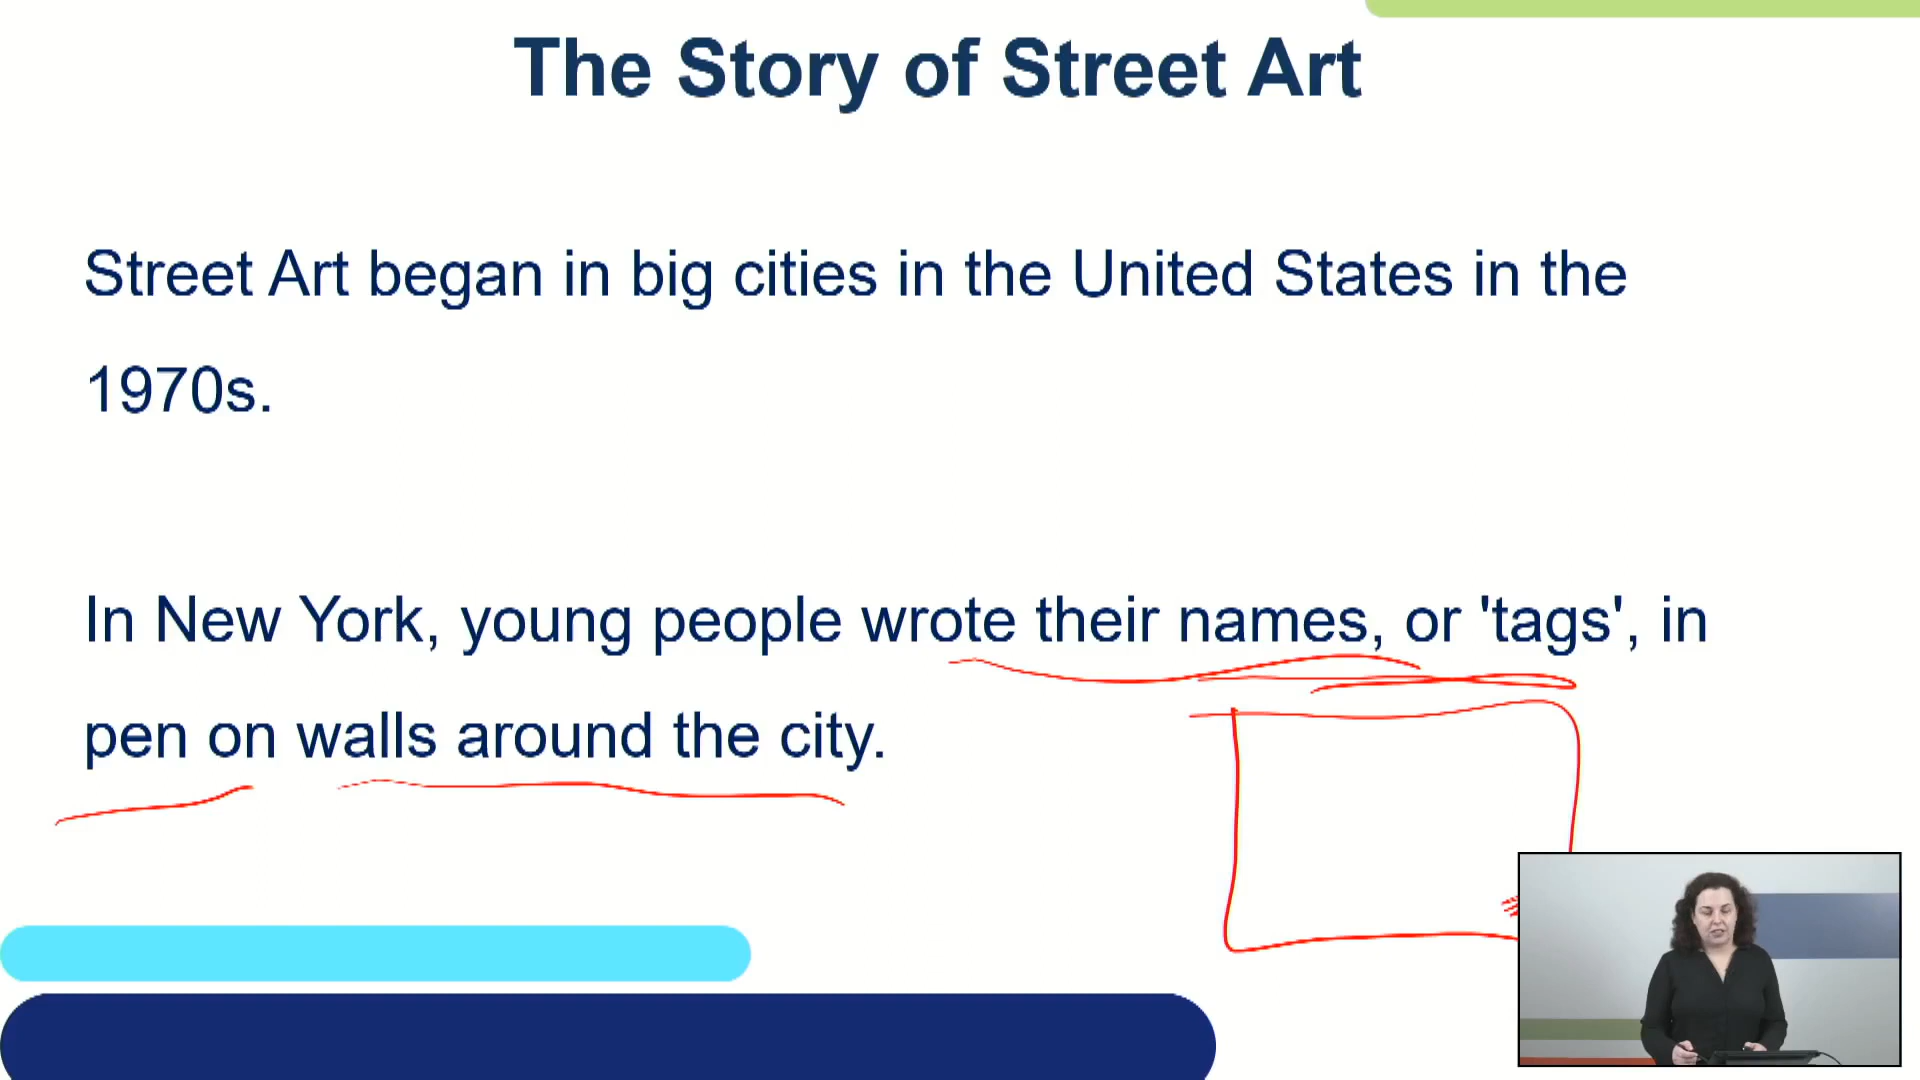 The Story of Street Art
Street Art began in big cities in the United States in the
1970s.
In New York, young people wrote their names, or 'tags', in
pen on walls around the city.